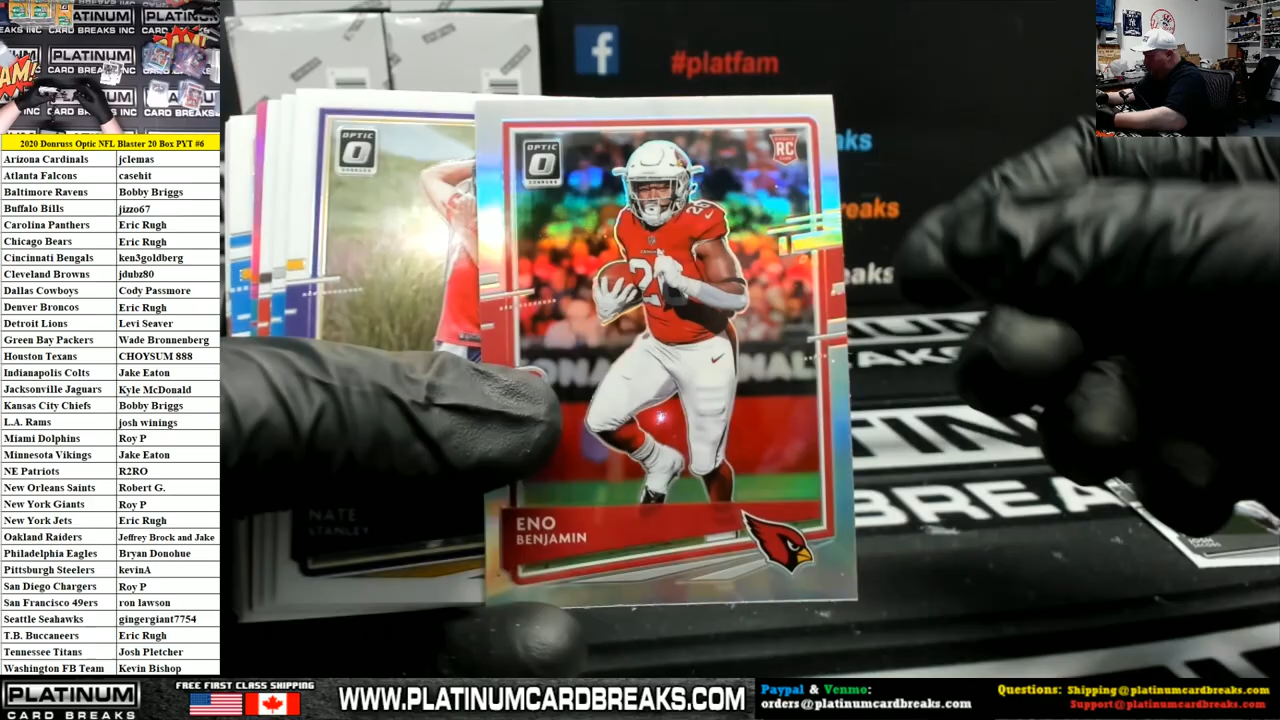 PLATINUM
CARD BREAKS INC
2020 Donruss Optic NFL Blaster 20 Box PYT #6
Arizona Cardinals jclemas
Atlanta Falcons casehit
Baltimore Ravens Bobby Briggs
Buffalo Bills jizzo67
Carolina Panthers Eric Rugh
Chicago Bears Eric Rugh
Cincinnati Bengals ken3goldberg
Cleveland Browns jdubz80
Dallas Cowboys Cody Passmore
Denver Broncos Eric Rugh
Detroit Lions Levi Seaver
Green Bay Packers Wade Bronnenberg
Houston Texans CHOYSUM 888
Indianapolis Colts Jake Eaton
Jacksonville Jaguars Kyle McDonald
Kansas City Chiefs Bobby Briggs
L.A. Rams josh winings
Miami Dolphins Roy P
Minnesota Vikings Jake Eaton
NE Patriots R2RO
New Orleans Saints Robert G.
New York Giants Roy P
New York Jets Eric Rugh
Oakland Raiders Jeffrey Brock and Jake
Philadelphia Eagles Bryan Donohue
Pittsburgh Steelers kevinA
San Diego Chargers Roy P
San Francisco 49ers ron lawson
Seattle Seahawks gingergiant7754
T.B. Buccaneers Eric Rugh
Tennessee Titans Josh Pletcher
Washington FB Team Kevin Bishop
#platfam
OPTIC
DONRUSS
RC
OPTIC
NATE
STANLEY
ENO
BENJAMIN
JOSH
JACOBS
PLATINUM
CARD BREAKS
FREE FIRST CLASS SHIPPING
WWW.PLATINUMCARDBREAKS.COM
Paypal & Venmo:
orders@platinumcardbreaks.com
Questions: Shipping@platinumcardbreaks.com
Support@platinumcardbreaks.com